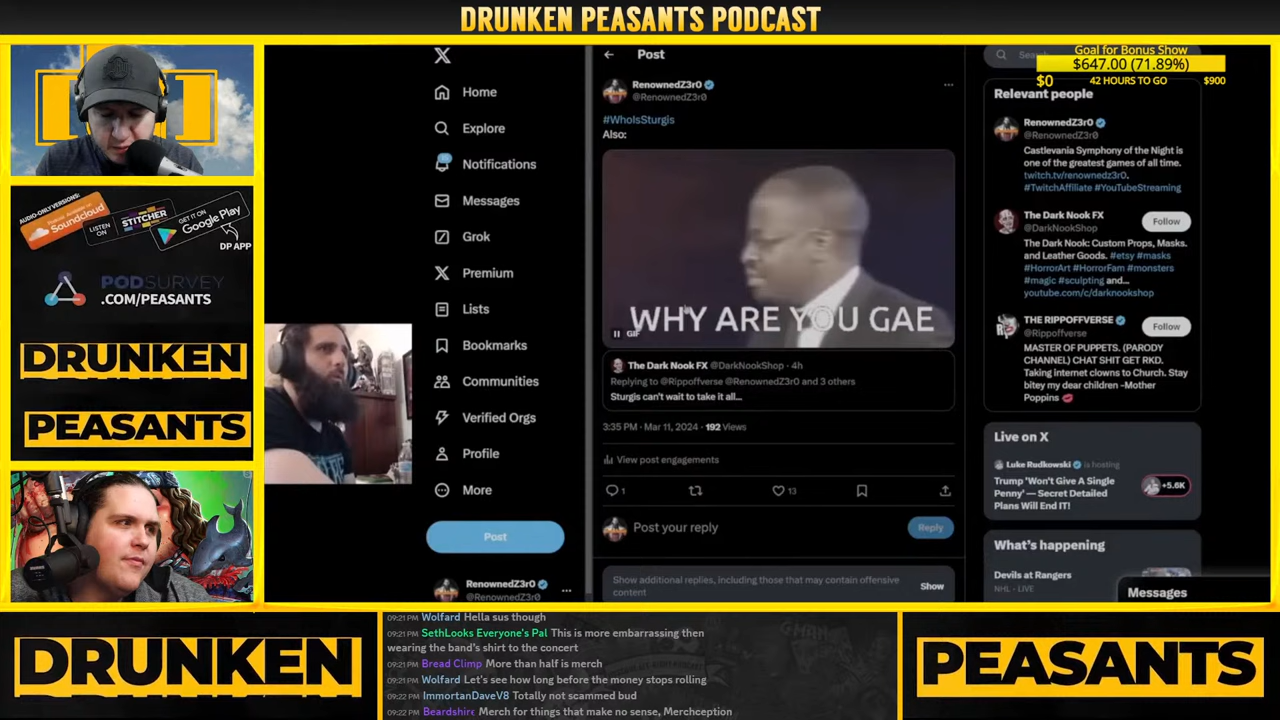 DRUNKEN PEASANTS PODCAST
AUDIO-ONLY VERSIONS:
Soundcloud
LISTEN ON
STITCHER
GET IT ON
Google Play
DP APP
PODSURVEY
.COM/PEASANTS
DRUNKEN
PEASANTS
Home
Explore
Notifications
Messages
Grok
Premium
Lists
Bookmarks
Communities
Verified Orgs
Profile
More
Post
RenownedZ3r0
@RenownedZ3r0
Post
RenownedZ3r0
@RenownedZ3r0
#WhoIsSturgis
Also:
WHY ARE YOU GAE
GIF
The Dark Nook FX @DarkNookShop · 4h
Replying to @Rippoffverse @RenownedZ3r0 and 3 others
Sturgis can't wait to take it all...
3:35 PM · Mar 11, 2024 · 192 Views
View post engagements
1
13
Post your reply
Reply
Show additional replies, including those that may contain offensive
content
Show
Goal for Bonus Show
$647.00 (71.89%)
$0
42 HOURS TO GO
$900
Relevant people
RenownedZ3r0
@RenownedZ3r0
Castlevania Symphony of the Night is
one of the greatest games of all time.
twitch.tv/renownedz3r0.
#TwitchAffiliate #YouTubeStreaming
The Dark Nook FX
@DarkNookShop
Follow
The Dark Nook: Custom Props, Masks.
and Leather Goods. #etsy #masks
#HorrorArt #HorrorFam #monsters
#magic #sculpting and...
youtube.com/c/darknookshop
THE RIPPOFFVERSE
@Rippoffverse
Follow
MASTER OF PUPPETS. (PARODY
CHANNEL) CHAT SHIT GET RKD.
Taking internet clowns to Church. Stay
bitey my dear children -Mother
Poppins
Live on X
Luke Rudkowski is hosting
Trump 'Won't Give A Single
Penny' — Secret Detailed
Plans Will End IT!
+5.6K
What's happening
Devils at Rangers
NHL · LIVE
Messages
DRUNKEN
09:21 PM Wolfard Hella sus though
09:21 PM SethLooks Everyone's Pal This is more embarrassing then
wearing the band's shirt to the concert
09:21 PM Bread Climp More than half is merch
09:21 PM Wolfard Let's see how long before the money stops rolling
09:22 PM ImmortanDaveV8 Totally not scammed bud
09:22 PM Beardshire Merch for things that make no sense, Merchception
PEASANTS